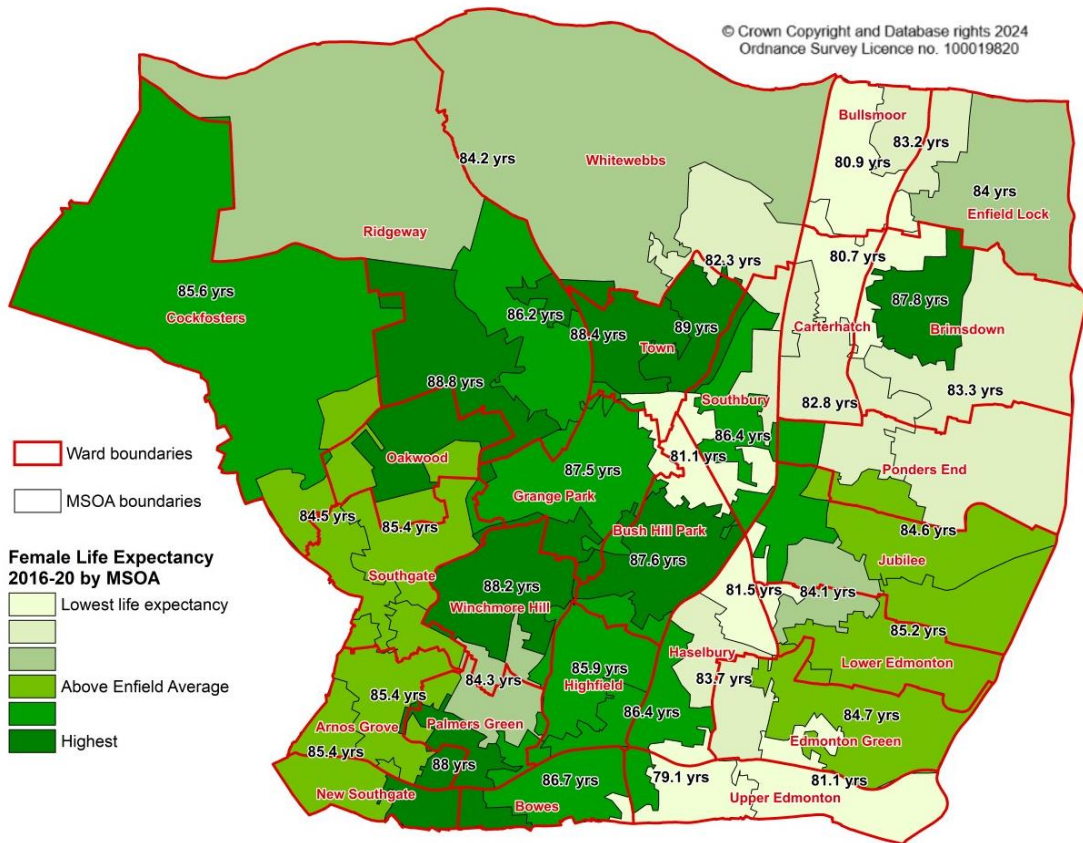 © Crown Copyright and Database rights 2024
Ordnance Survey Licence no. 100019820
Bullsmoor
83.2 yrs
80.9 yrs
84.2 yrs
Whitewebbs
84 yrs
Enfield Lock
Ridgeway
82.3 yrs
80.7 yrs
85.6 yrs
Cockfosters
86.2 yrs
88.4 yrs
89 yrs
Town
Carterhatch
87.8 yrs
Brimsdown
88.8 yrs
83.3 yrs
82.8 yrs
Southbury
86.4 yrs
Ward boundaries
Oakwood
81.1 yrs
87.5 yrs
Grange Park
Ponders End
MSOA boundaries
84.5 yrs
85.4 yrs
Bush Hill Park
84.6 yrs
Jubilee
87.6 yrs
Female Life Expectancy
2016-20 by MSOA
Southgate
88.2 yrs
Winchmore Hill
81.5 yrs
84.1 yrs
Lowest life expectancy
85.2 yrs
Haselbury
Lower Edmonton
85.9 yrs
Highfield
84.3 yrs
83.7 yrs
Above Enfield Average
85.4 yrs
Arnos Grove
Palmers Green
86.4 yrs
84.7 yrs
Edmonton Green
Highest
85.4 yrs
88 yrs
86.7 yrs
79.1 yrs
81.1 yrs
New Southgate
Bowes
Upper Edmonton